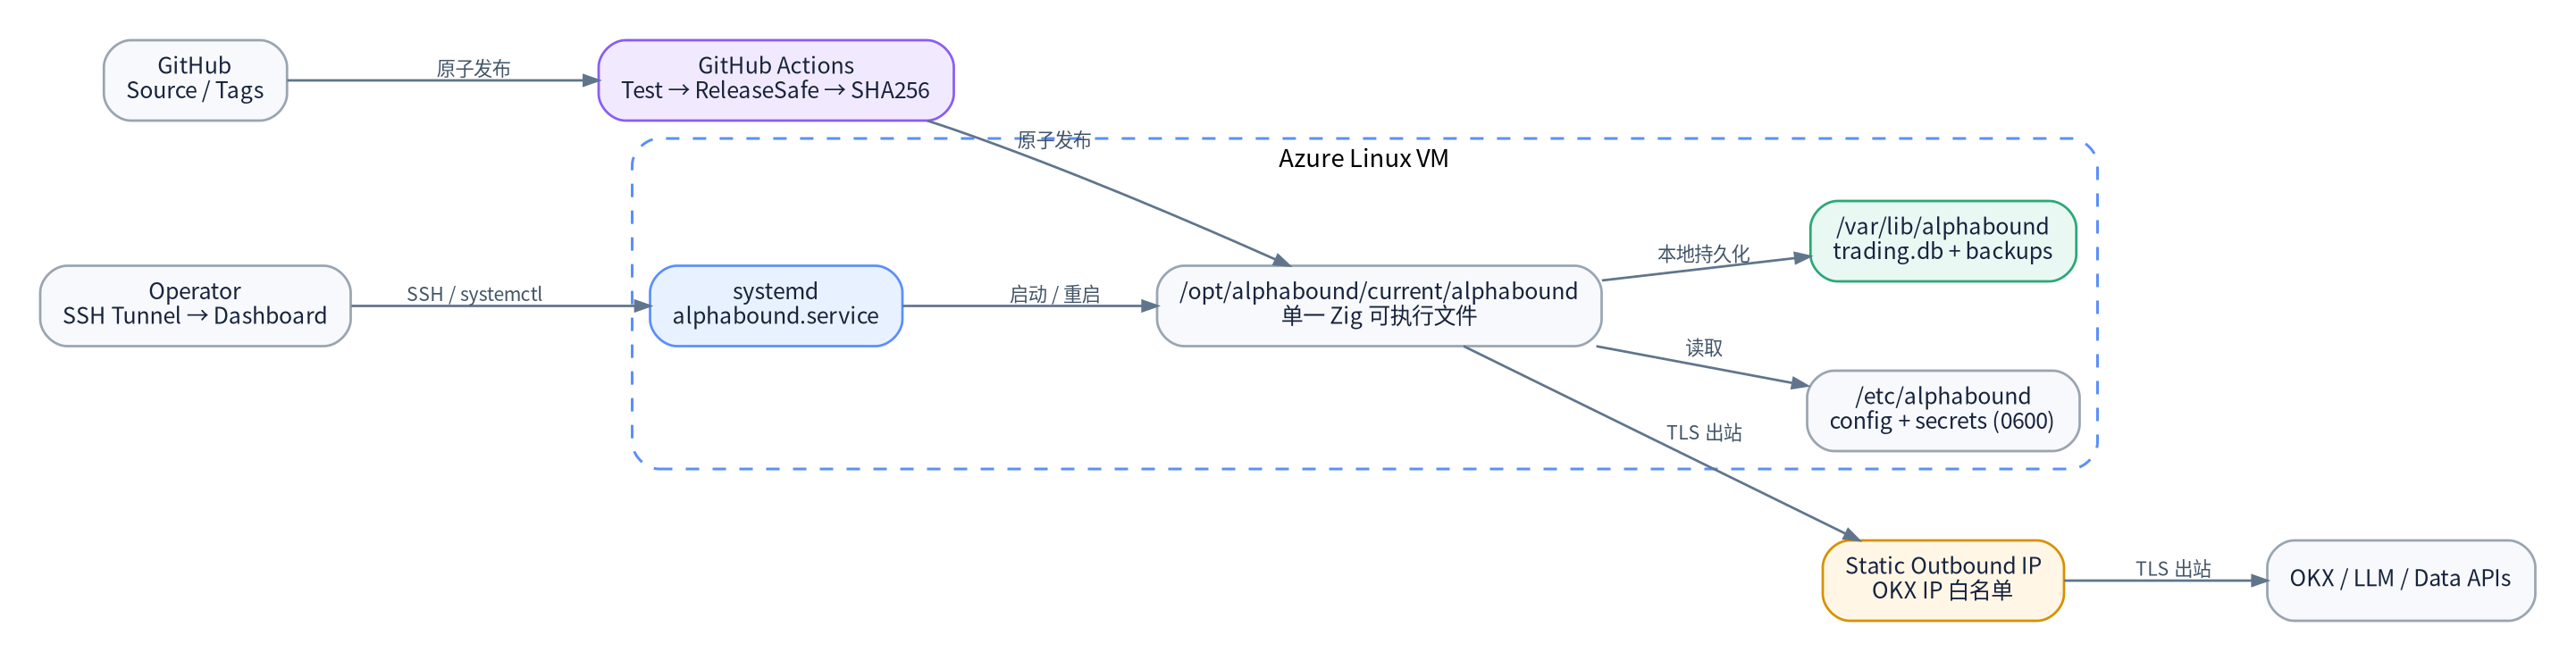 GitHub
Source / Tags
原子发布
GitHub Actions
Test → ReleaseSafe → SHA256
原子发布
Azure Linux VM
Operator
SSH Tunnel → Dashboard
SSH / systemctl
systemd
alphabound.service
启动 / 重启
/opt/alphabound/current/alphabound
单一 Zig 可执行文件
本地持久化
/var/lib/alphabound
trading.db + backups
读取
/etc/alphabound
config + secrets (0600)
TLS 出站
Static Outbound IP
OKX IP 白名单
TLS 出站
OKX / LLM / Data APIs